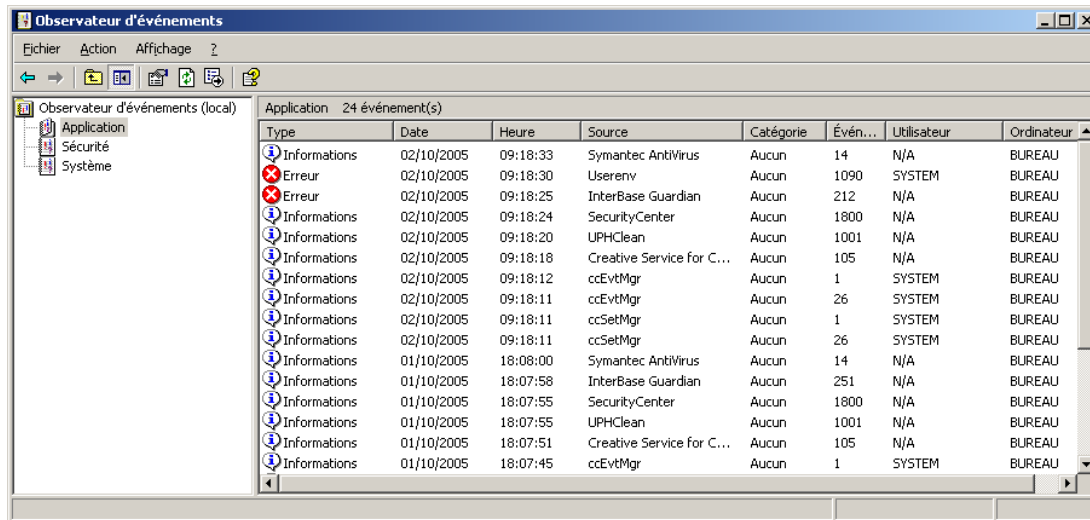 Observateur d'événements
Fichier Action Affichage ?
Observateur d'événements (local)
Application
Sécurité
Système
Application 24 événement(s)
Type Date Heure Source Catégorie Évén... Utilisateur Ordinateur
Informations 02/10/2005 09:18:33 Symantec AntiVirus Aucun 14 N/A BUREAU
Erreur 02/10/2005 09:18:30 Userenv Aucun 1090 SYSTEM BUREAU
Erreur 02/10/2005 09:18:25 InterBase Guardian Aucun 212 N/A BUREAU
Informations 02/10/2005 09:18:24 SecurityCenter Aucun 1800 N/A BUREAU
Informations 02/10/2005 09:18:20 UPHClean Aucun 1001 N/A BUREAU
Informations 02/10/2005 09:18:18 Creative Service for C... Aucun 105 N/A BUREAU
Informations 02/10/2005 09:18:12 ccEvtMgr Aucun 1 SYSTEM BUREAU
Informations 02/10/2005 09:18:11 ccEvtMgr Aucun 26 SYSTEM BUREAU
Informations 02/10/2005 09:18:11 ccSetMgr Aucun 1 SYSTEM BUREAU
Informations 02/10/2005 09:18:11 ccSetMgr Aucun 26 SYSTEM BUREAU
Informations 01/10/2005 18:08:00 Symantec AntiVirus Aucun 14 N/A BUREAU
Informations 01/10/2005 18:07:58 InterBase Guardian Aucun 251 N/A BUREAU
Informations 01/10/2005 18:07:55 SecurityCenter Aucun 1800 N/A BUREAU
Informations 01/10/2005 18:07:55 UPHClean Aucun 1001 N/A BUREAU
Informations 01/10/2005 18:07:51 Creative Service for C... Aucun 105 N/A BUREAU
Informations 01/10/2005 18:07:45 ccEvtMgr Aucun 1 SYSTEM BUREAU